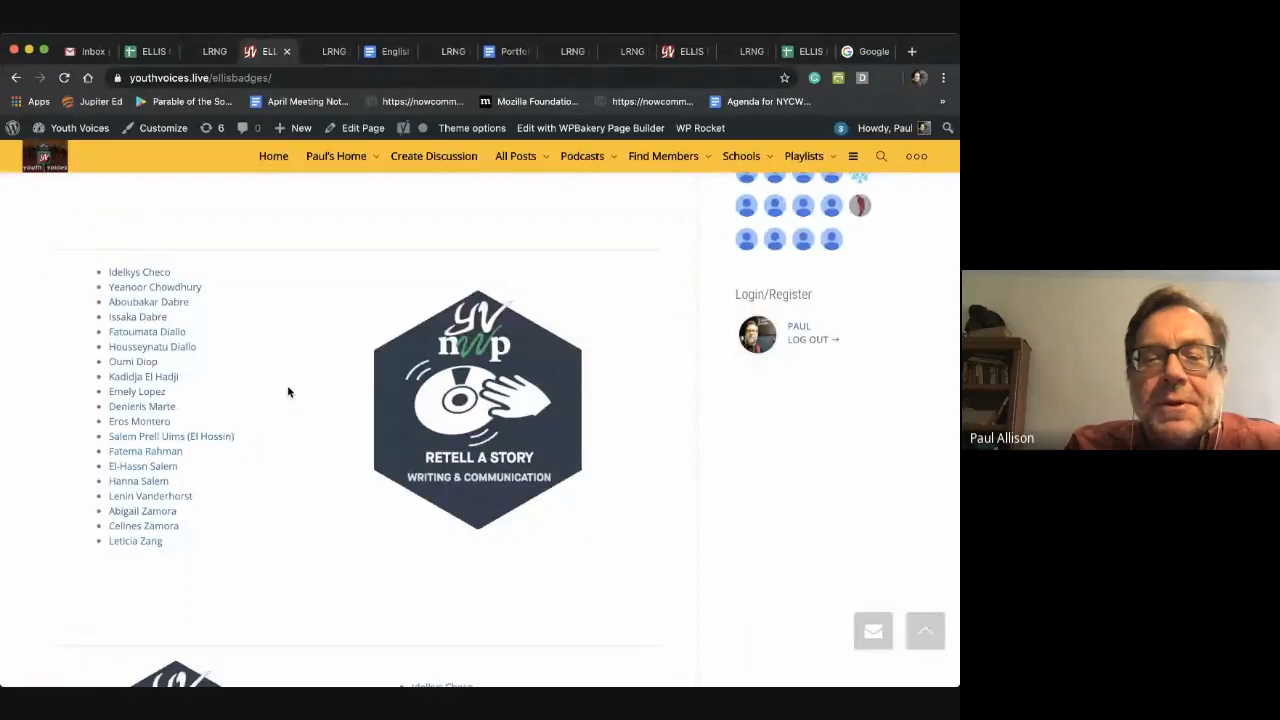 Inbox
ELLIS
LRNG
ELL
LRNG
English
LRNG
Portfo
LRNG
LRNG
ELLIS
LRNG
ELLIS
Google
youthvoices.live/ellisbadges/
Apps
Jupiter Ed
Parable of the So...
April Meeting Not...
https://nowcomm...
Mozilla Foundatio...
https://nowcomm...
Agenda for NYCW...
Youth Voices
Customize
6
0
New
Edit Page
Theme options
Edit with WPBakery Page Builder
WP Rocket
Howdy, Paul
Home
Paul's Home
Create Discussion
All Posts
Podcasts
Find Members
Schools
Playlists
Idelkys Checo
Yeanoor Chowdhury
Aboubakar Dabre
Issaka Dabre
Fatoumata Diallo
Housseynatu Diallo
Oumi Diop
Kadidja El Hadji
Emely Lopez
Denieris Marte
Eros Montero
Salem Prell Uims (El Hossin)
Fatema Rahman
El-Hassn Salem
Hanna Salem
Lenin Vanderhorst
Abigail Zamora
Celines Zamora
Leticia Zang
YV
nwp
RETELL A STORY
WRITING & COMMUNICATION
Login/Register
PAUL
LOG OUT →
Paul Allison
Idelkys Checo